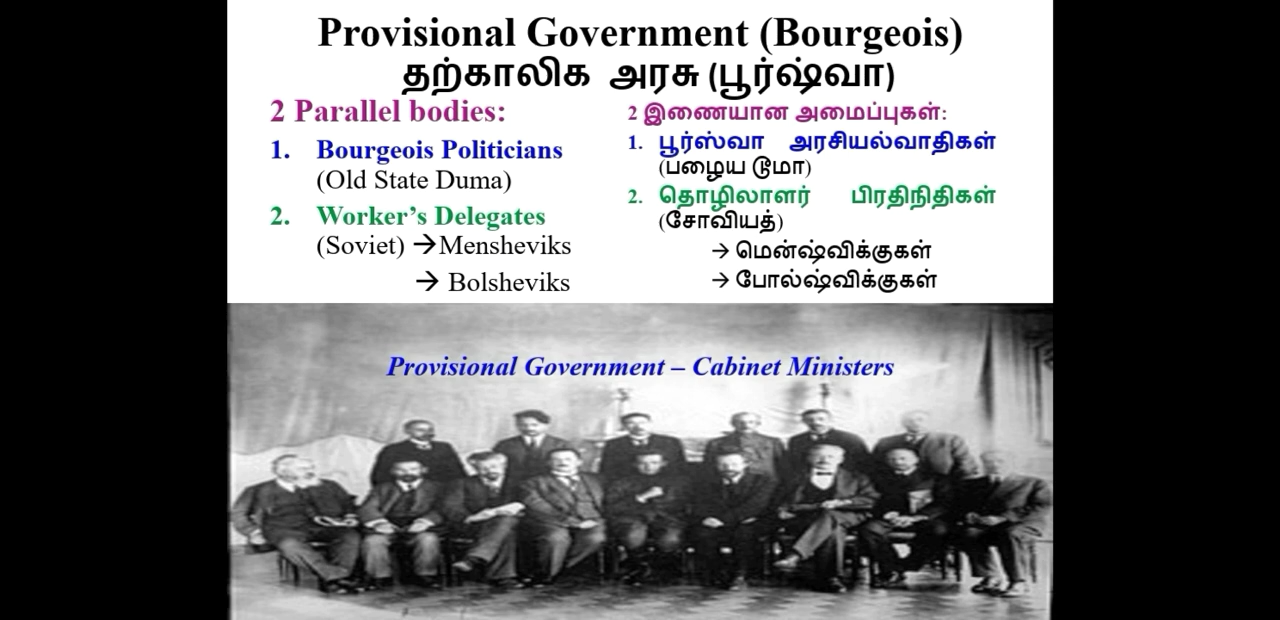 Provisional Government (Bourgeois)
தற்காலிக அரசு (பூர்ஷ்வா)
2 Parallel bodies:
1. Bourgeois Politicians
(Old State Duma)
2. Worker's Delegates
(Soviet) →Mensheviks
→ Bolsheviks
2 இணையான அமைப்புகள்:
1. பூர்ஸ்வா அரசியல்வாதிகள்
(பழைய டூமா)
2. தொழிலாளர் பிரதிநிதிகள்
(சோவியத்)
→ மென்ஷ்விக்குகள்
→ போல்ஷ்விக்குகள்
Provisional Government – Cabinet Ministers